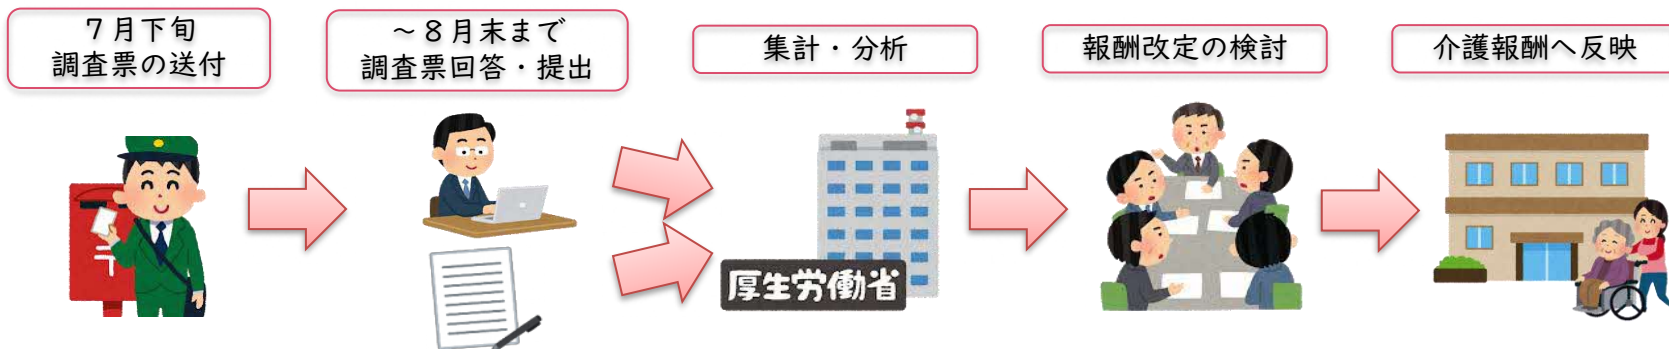 ７月下旬
調査票の送付
～８月末まで
調査票回答・提出
集計・分析
報酬改定の検討
介護報酬へ反映
〒
厚生労働省